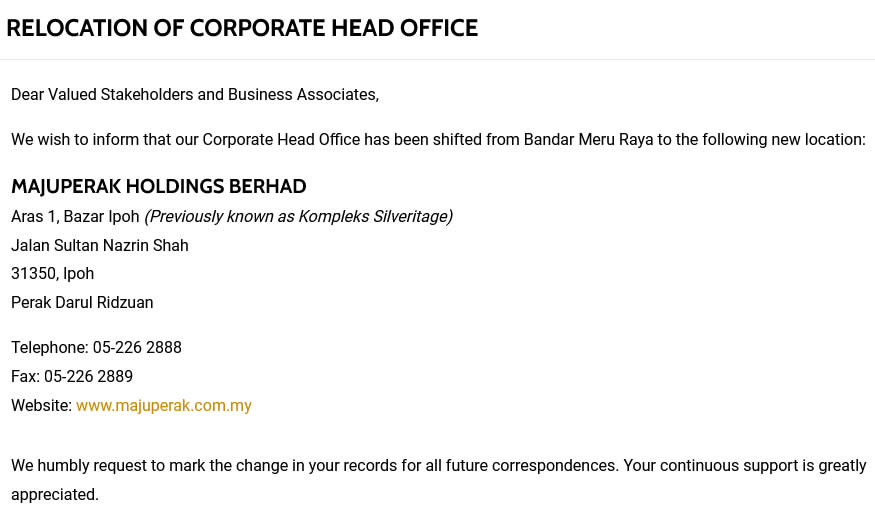 RELOCATION OF CORPORATE HEAD OFFICE
Dear Valued Stakeholders and Business Associates,
We wish to inform that our Corporate Head Office has been shifted from Bandar Meru Raya to the following new location:
MAJUPERAK HOLDINGS BERHAD
Aras 1, Bazar Ipoh (Previously known as Kompleks Silveritage)
Jalan Sultan Nazrin Shah
31350, Ipoh
Perak Darul Ridzuan
Telephone: 05-226 2888
Fax: 05-226 2889
Website: www.majuperak.com.my
We humbly request to mark the change in your records for all future correspondences. Your continuous support is greatly
appreciated.